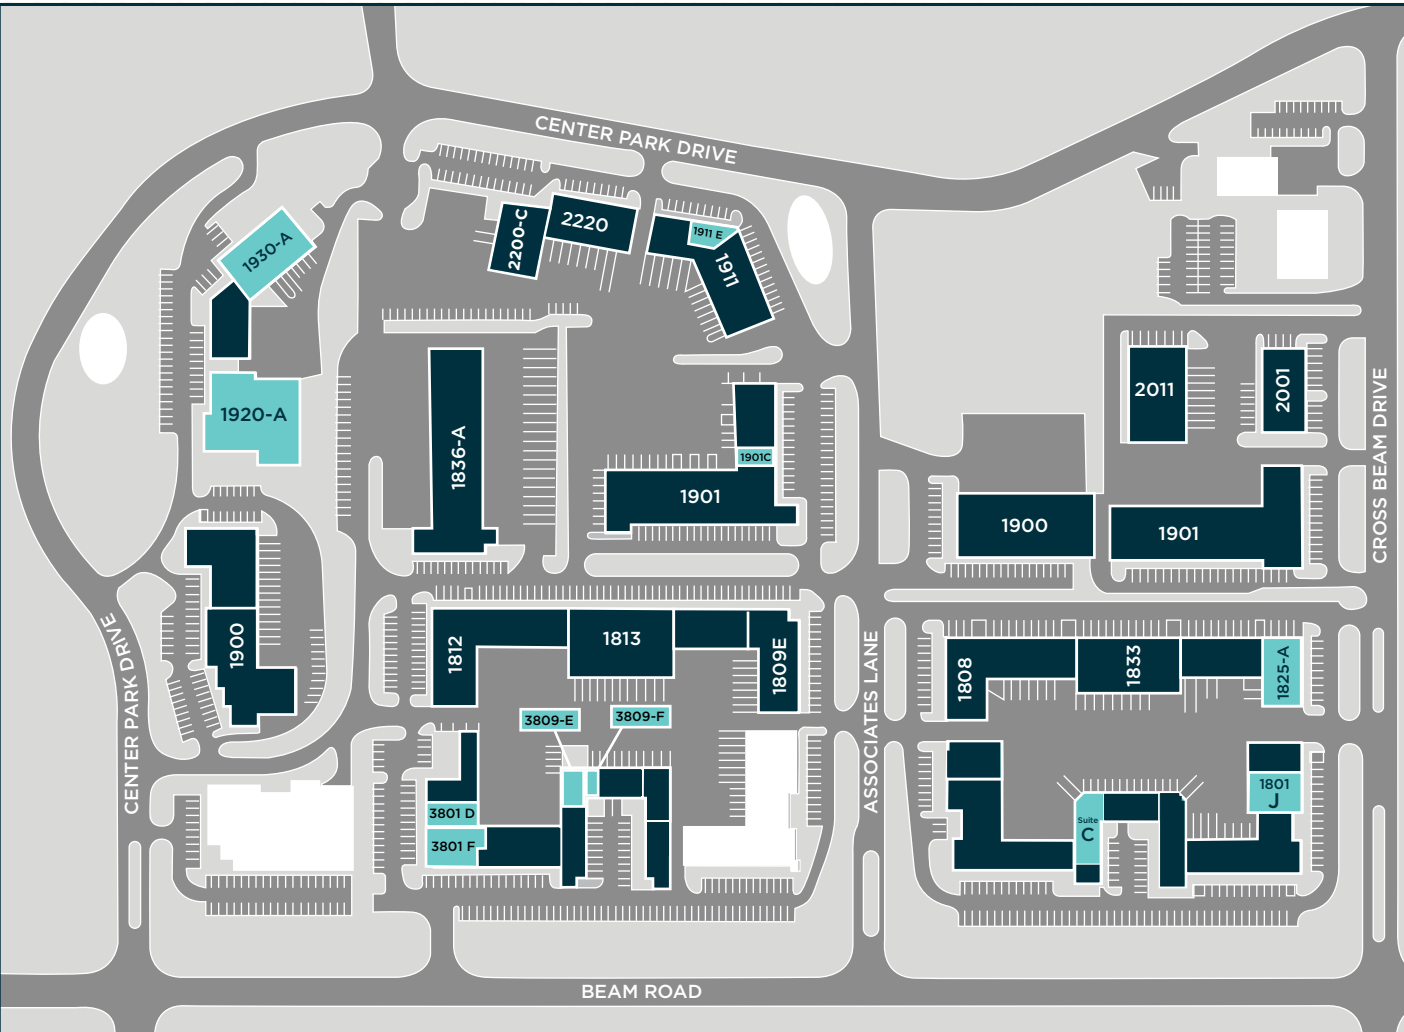 CENTER PARK DRIVE
2200-C
2220
1911 E
1911
1930-A
1920-A
1836-A
1901C
1901
2011
2001
CROSS BEAM DRIVE
1900
1901
1900
CENTER PARK DRIVE
1812
1813
1809E
ASSOCIATES LANE
1808
1833
1825-A
3809-E
3809-F
3801 D
3801 F
Suite
C
1801
J
BEAM ROAD